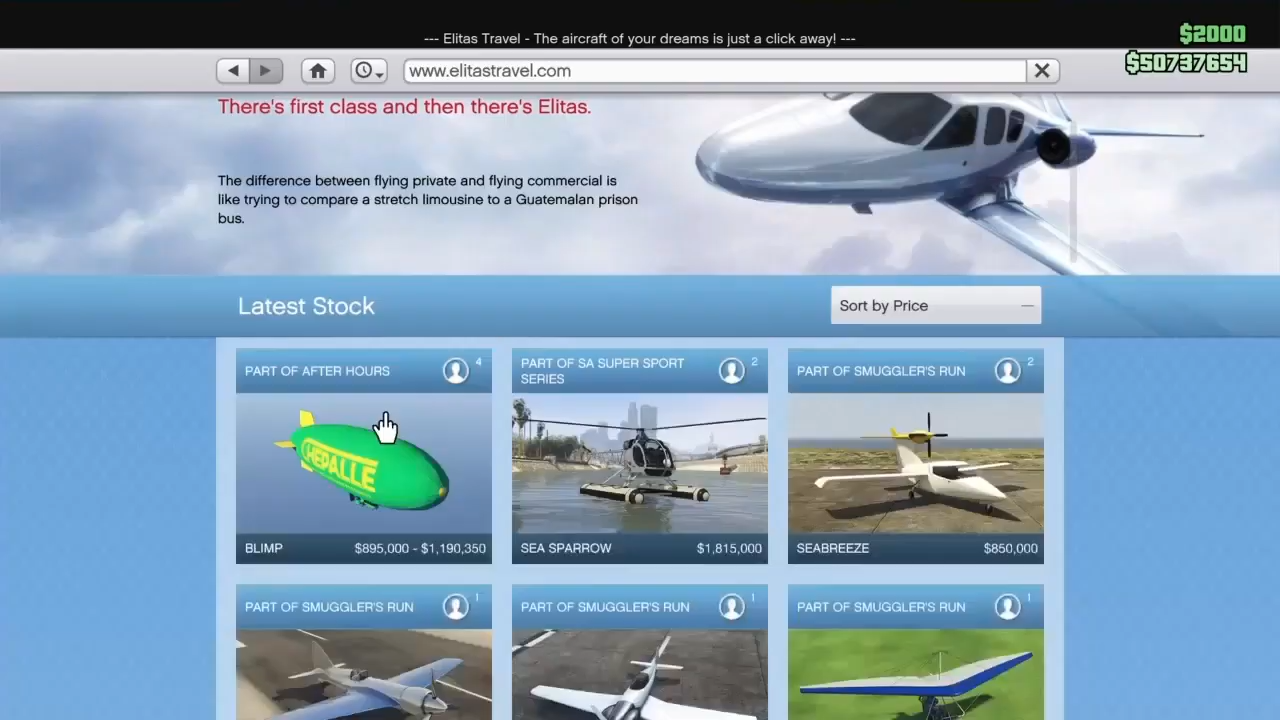 --- Elitas Travel - The aircraft of your dreams is just a click away! ---
$2000
$50737654
www.elitastravel.com
There's first class and then there's Elitas.
The difference between flying private and flying commercial is
like trying to compare a stretch limousine to a Guatemalan prison
bus.
Latest Stock
Sort by Price
PART OF AFTER HOURS 4
CHEPALLE
BLIMP $895,000 - $1,190,350
PART OF SA SUPER SPORT
SERIES 2
SEA SPARROW $1,815,000
PART OF SMUGGLER'S RUN 2
SEABREEZE $850,000
PART OF SMUGGLER'S RUN 1
PART OF SMUGGLER'S RUN 1
PART OF SMUGGLER'S RUN 1